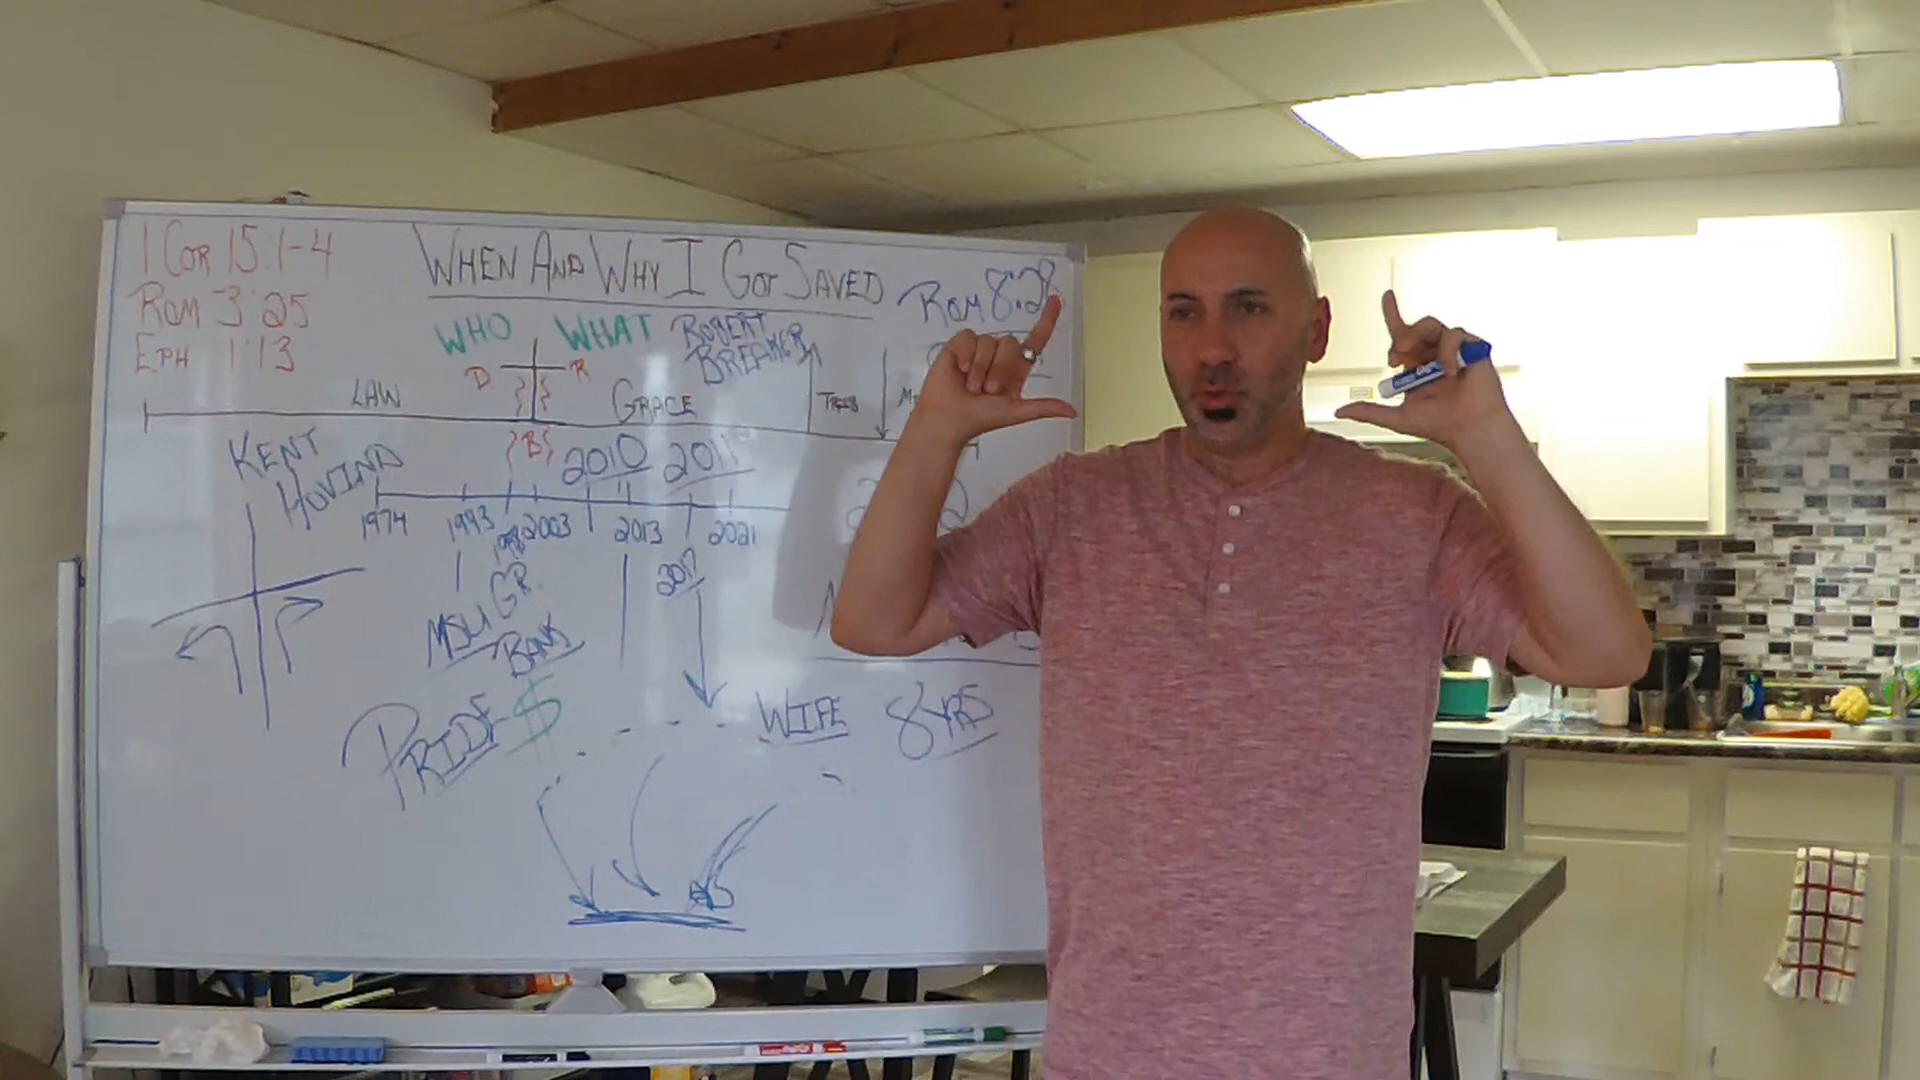 1 COR 15:1-4
ROM 3:25
EPH 1:13
WHEN AND WHY I GOT SAVED
ROM 8:28
WHO WHAT
ROBERT
BREAKER
D R
LAW
GRACE
TRIB
B
KENT
HOVIND
2010 2011
1974 1993 1998 2003 2013 2021
2017
MSU GR.
BANK
PRIDE $
WIFE 8 YRS